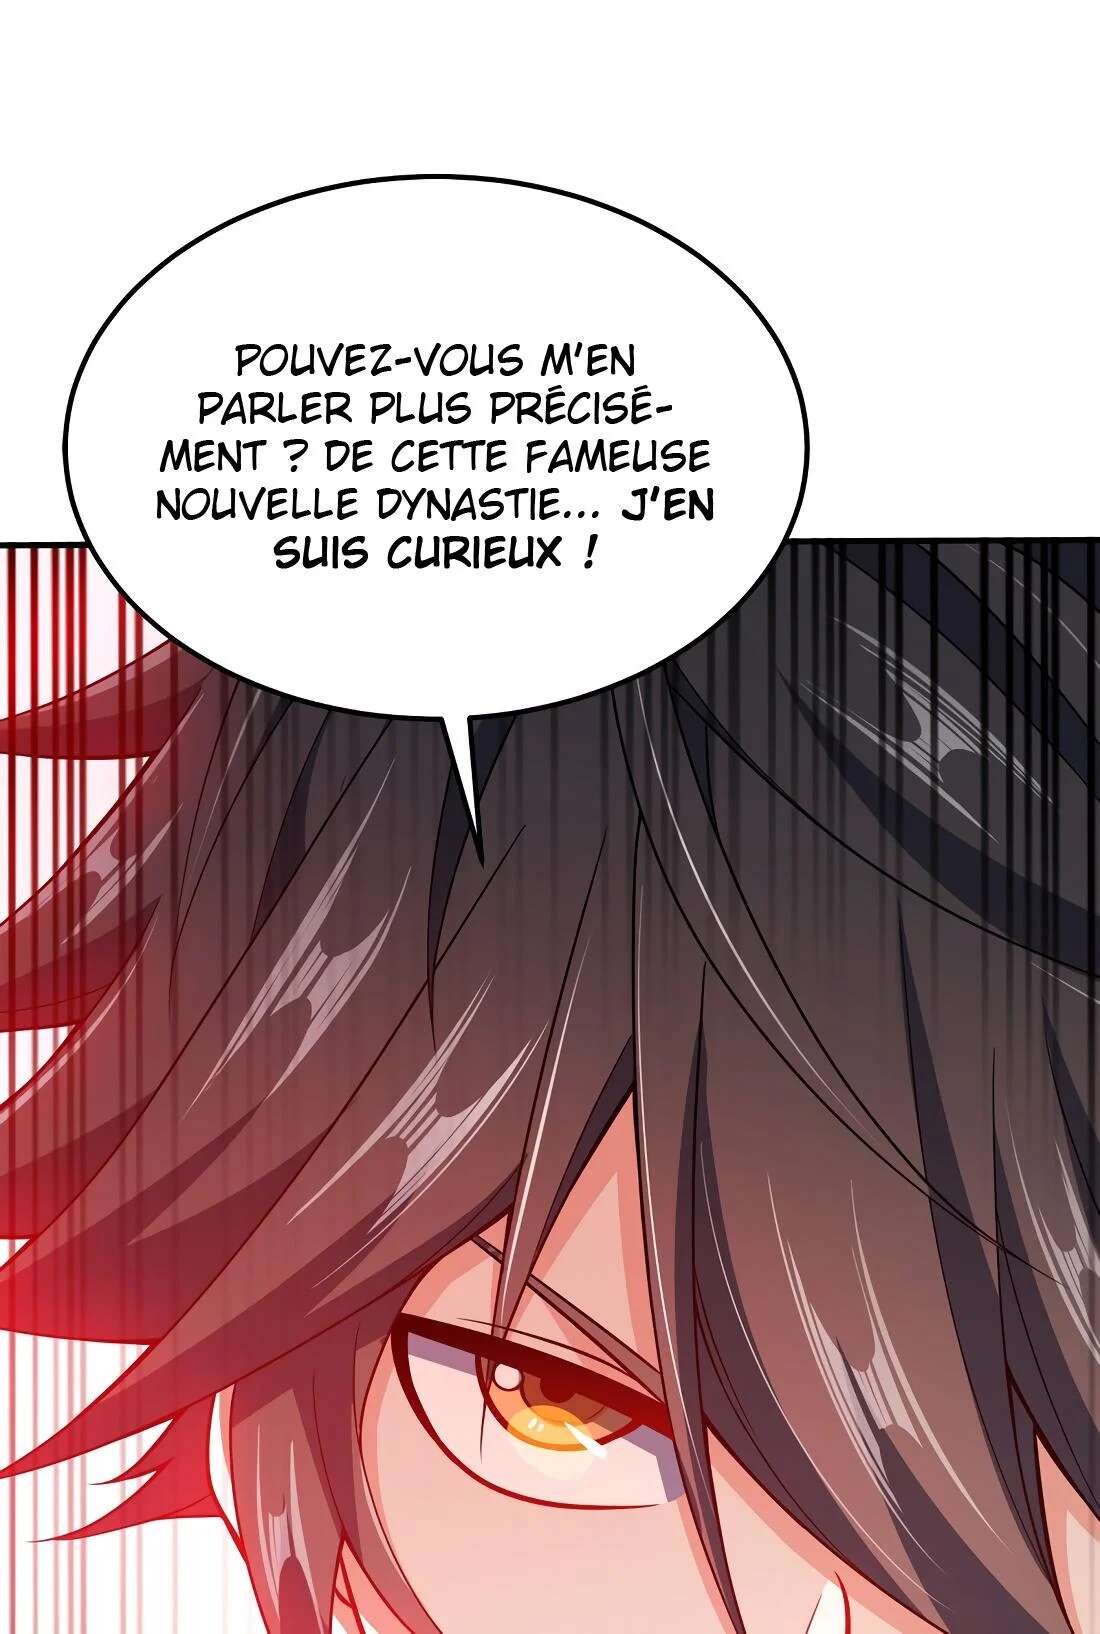 POUVEZ-VOUS M'EN
PARLER PLUS PRÉCISÉ-
MENT ? DE CETTE FAMEUSE
NOUVELLE DYNASTIE... J'EN
SUIS CURIEUX !